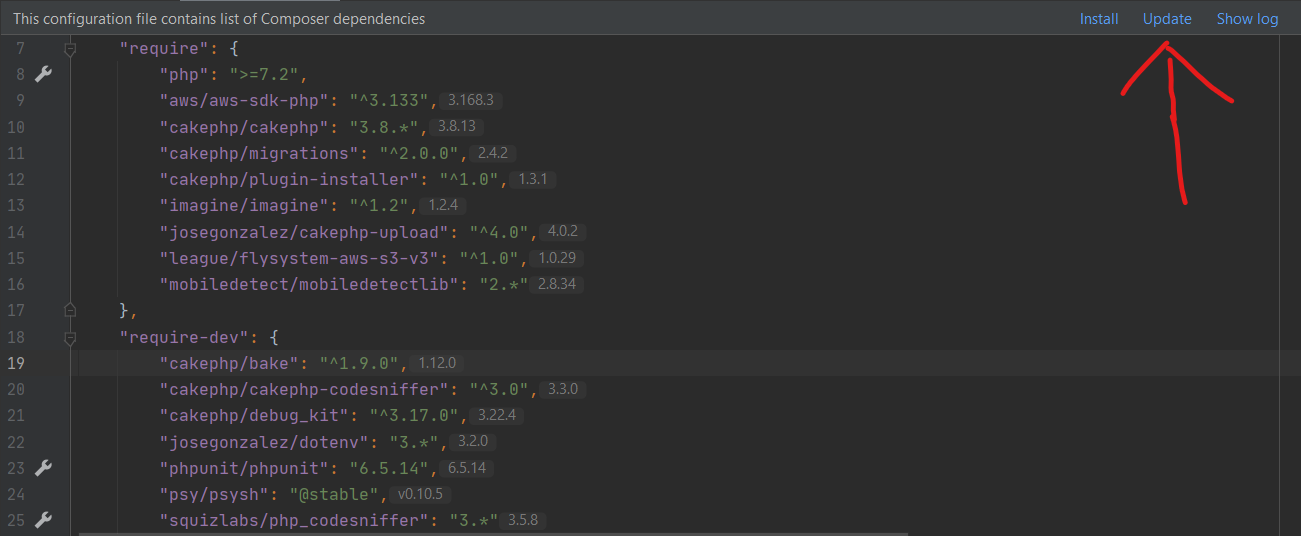 This configuration file contains list of Composer dependencies Install Update Show log
7 "require": {
8 "php": ">=7.2",
9 "aws/aws-sdk-php": "^3.133", 3.168.3
10 "cakephp/cakephp": "3.8.*", 3.8.13
11 "cakephp/migrations": "^2.0.0", 2.4.2
12 "cakephp/plugin-installer": "^1.0", 1.3.1
13 "imagine/imagine": "^1.2", 1.2.4
14 "josegonzalez/cakephp-upload": "^4.0", 4.0.2
15 "league/flysystem-aws-s3-v3": "^1.0", 1.0.29
16 "mobiledetect/mobiledetectlib": "2.*" 2.8.34
17 },
18 "require-dev": {
19 "cakephp/bake": "^1.9.0", 1.12.0
20 "cakephp/cakephp-codesniffer": "^3.0", 3.3.0
21 "cakephp/debug_kit": "^3.17.0", 3.22.4
22 "josegonzalez/dotenv": "3.*", 3.2.0
23 "phpunit/phpunit": "6.5.14", 6.5.14
24 "psy/psysh": "@stable", v0.10.5
25 "squizlabs/php_codesniffer": "3.*" 3.5.8